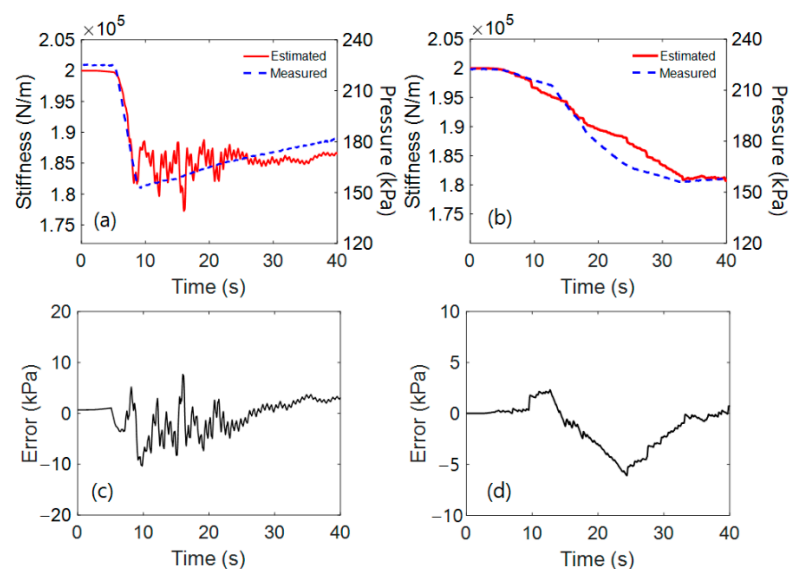 × 10⁵
2.05
2
1.95
1.9
1.85
1.8
1.75
Stiffness (N/m)
Estimated
Measured
240
210
180
150
120
Pressure (kPa)
(a)
0 10 20 30 40
Time (s)
× 10⁵
2.05
2
1.95
1.9
1.85
1.8
1.75
Stiffness (N/m)
Estimated
Measured
240
210
180
150
120
Pressure (kPa)
(b)
0 10 20 30 40
Time (s)
20
10
0
−10
−20
Error (kPa)
(c)
0 10 20 30 40
Time (s)
10
5
0
−5
−10
Error (kPa)
(d)
0 10 20 30 40
Time (s)